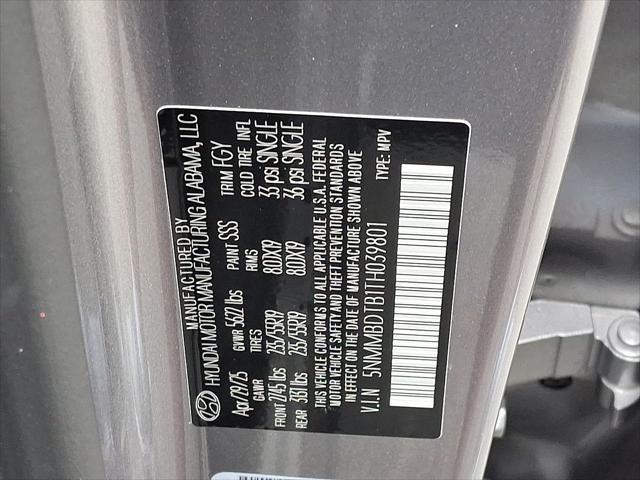 MANUFACTURED BY
HYUNDAI MOTOR MANUFACTURING ALABAMA, LLC
Apr/29/25 GVWR 5622 lbs PAINT SSS TRIM FGY
GAWR TIRES RIMS COLD TIRE INFL
FRONT 2745 lbs 235/55R19 8.0JX19 33 psi SINGLE
REAR 3131 lbs 235/55R19 8.0JX19 36 psi SINGLE
THIS VEHICLE CONFORMS TO ALL APPLICABLE U.S.A. FEDERAL
MOTOR VEHICLE SAFETY AND THEFT PREVENTION STANDARDS
IN EFFECT ON THE DATE OF MANUFACTURE SHOWN ABOVE
V.I.N 5NMMBDTB1TH039801 TYPE: MPV